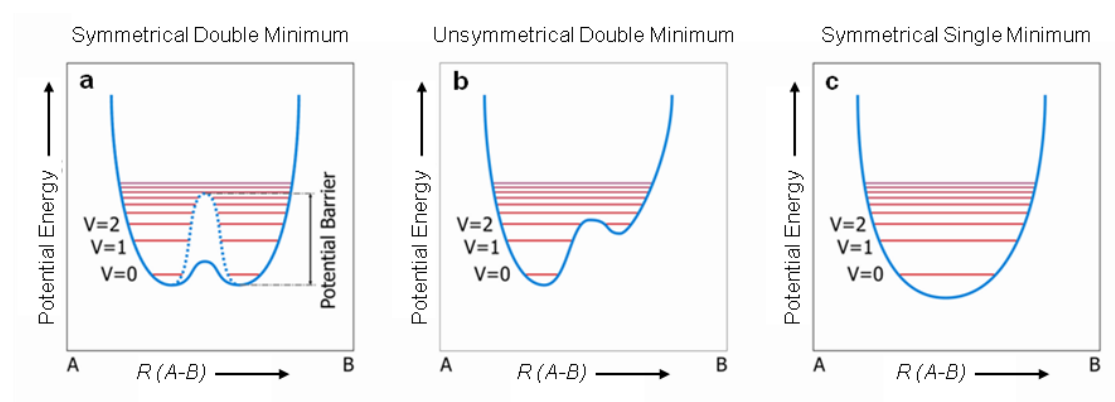 Symmetrical Double Minimum
Unsymmetrical Double Minimum
Symmetrical Single Minimum
a
Potential Energy
V=2
V=1
V=0
Potential Barrier
A
R (A-B)
B
b
Potential Energy
V=2
V=1
V=0
A
R (A-B)
B
c
Potential Energy
V=2
V=1
V=0
A
R (A-B)
B